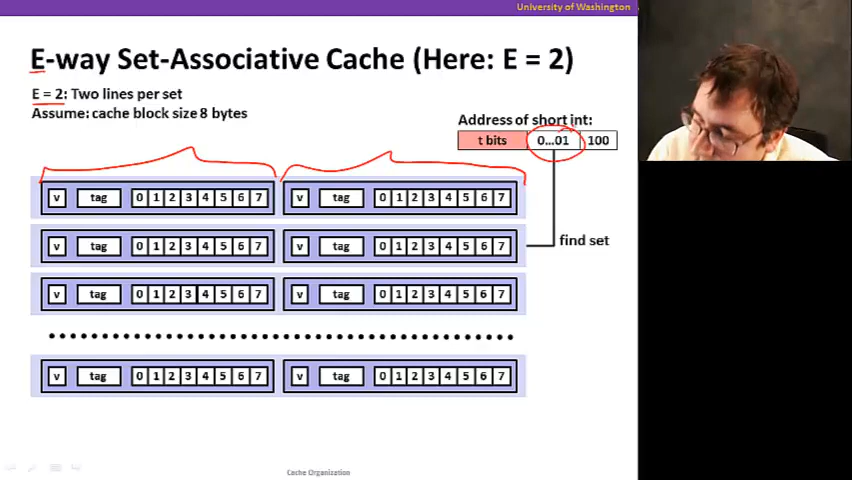 University of Washington
E-way Set-Associative Cache (Here: E = 2)
E = 2: Two lines per set
Assume: cache block size 8 bytes
Address of short int:
t bits 0...01 100
v tag 0 1 2 3 4 5 6 7 v tag 0 1 2 3 4 5 6 7
v tag 0 1 2 3 4 5 6 7 v tag 0 1 2 3 4 5 6 7
find set
v tag 0 1 2 3 4 5 6 7 v tag 0 1 2 3 4 5 6 7
v tag 0 1 2 3 4 5 6 7 v tag 0 1 2 3 4 5 6 7
Cache Organization